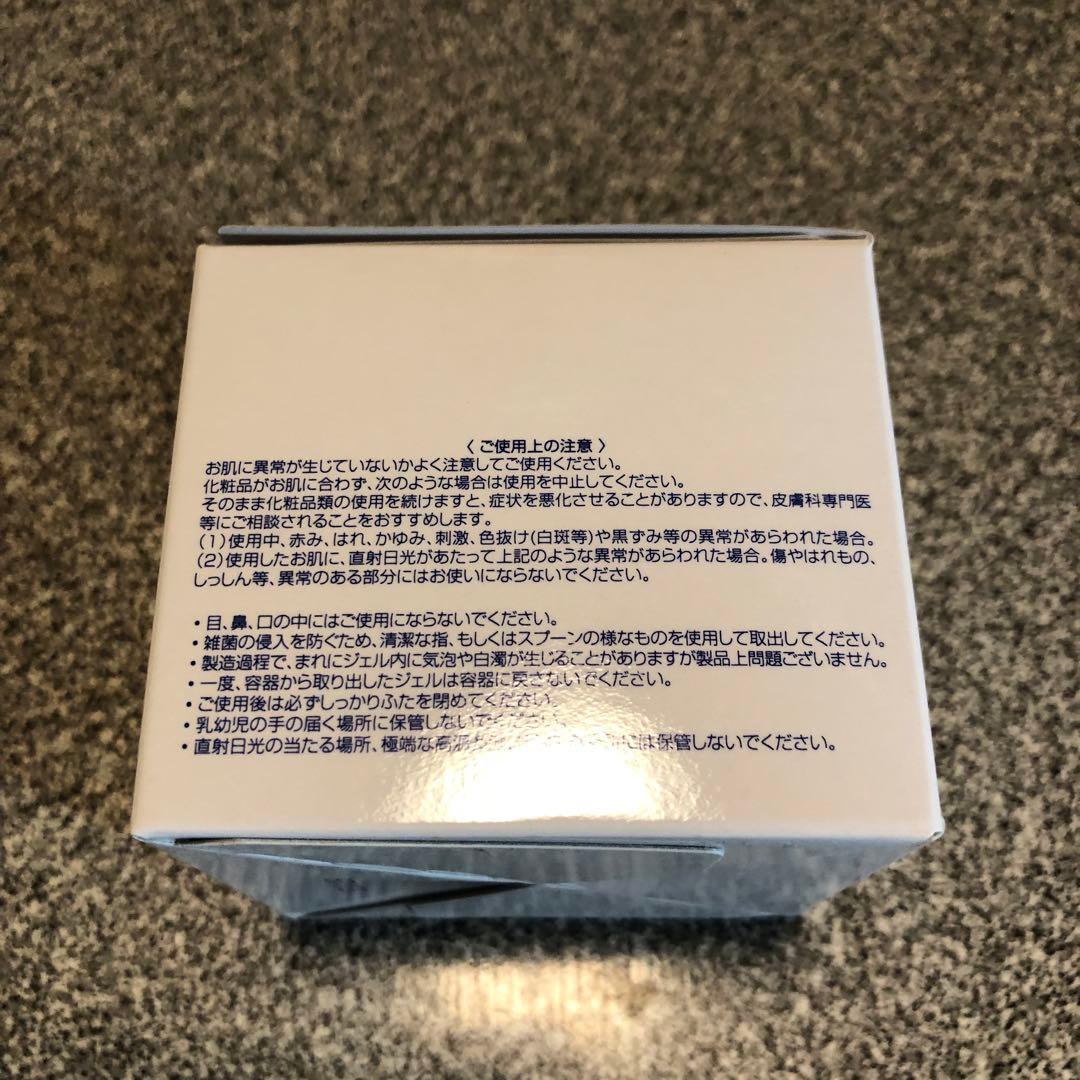 〈 ご使用上の注意 〉
お肌に異常が生じていないかよく注意してご使用ください。
化粧品がお肌に合わず、次のような場合は使用を中止してください。
そのまま化粧品類の使用を続けますと、症状を悪化させることがありますので、皮膚科専門医
等にご相談されることをおすすめします。
(1)使用中、赤み、はれ、かゆみ、刺激、色抜け(白斑等)や黒ずみ等の異常があらわれた場合。
(2)使用したお肌に、直射日光があたって上記のような異常があらわれた場合。傷やはれもの、
しっしん等、異常のある部分にはお使いにならないでください。
・目、鼻、口の中にはご使用にならないでください。
・雑菌の侵入を防ぐため、清潔な指、もしくはスプーンの様なものを使用して取出してください。
・製造過程で、まれにジェル内に気泡や白濁が生じることがありますが製品上問題ございません。
・一度、容器から取り出したジェルは容器に戻さないでください。
・ご使用後は必ずしっかりふたを閉めてください。
・乳幼児の手の届く場所に保管しないでください。
・直射日光の当たる場所、極端な高温 には保管しないでください。